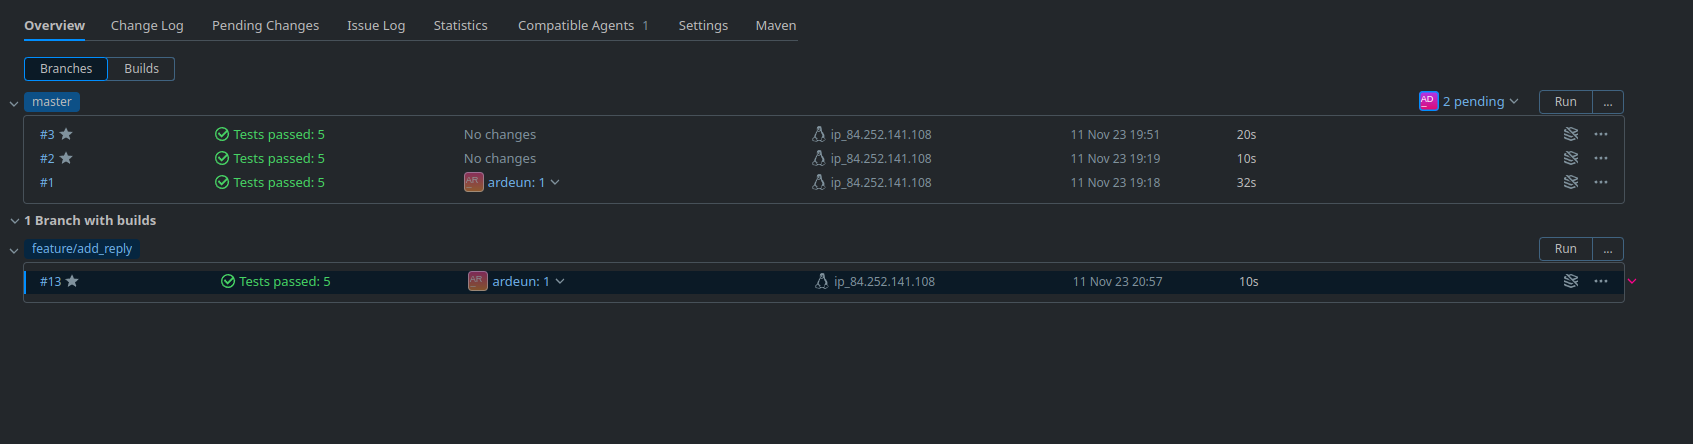 Overview Change Log Pending Changes Issue Log Statistics Compatible Agents 1 Settings Maven
Branches Builds
master AD 2 pending Run ...
#3 Tests passed: 5 No changes ip_84.252.141.108 11 Nov 23 19:51 20s
#2 Tests passed: 5 No changes ip_84.252.141.108 11 Nov 23 19:19 10s
#1 Tests passed: 5 AR ardeun: 1 ip_84.252.141.108 11 Nov 23 19:18 32s
1 Branch with builds
feature/add_reply Run ...
#13 Tests passed: 5 AR ardeun: 1 ip_84.252.141.108 11 Nov 23 20:57 10s